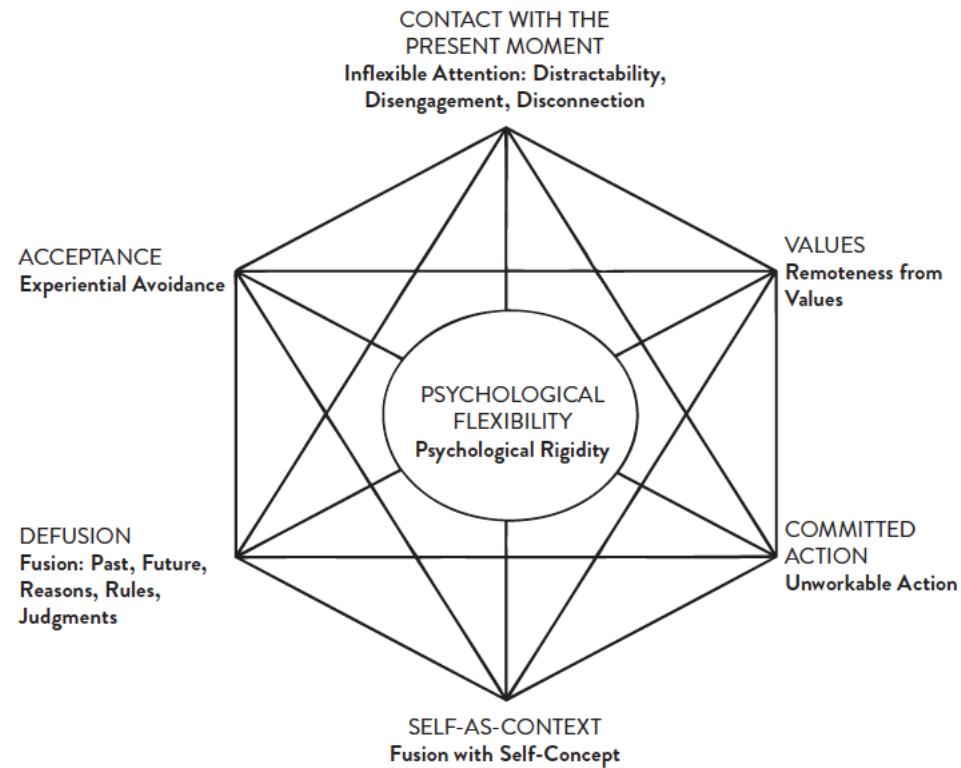 CONTACT WITH THE
PRESENT MOMENT
Inflexible Attention: Distractability,
Disengagement, Disconnection
ACCEPTANCE
Experiential Avoidance
VALUES
Remoteness from
Values
PSYCHOLOGICAL
FLEXIBILITY
Psychological Rigidity
DEFUSION
Fusion: Past, Future,
Reasons, Rules,
Judgments
COMMITTED
ACTION
Unworkable Action
SELF-AS-CONTEXT
Fusion with Self-Concept